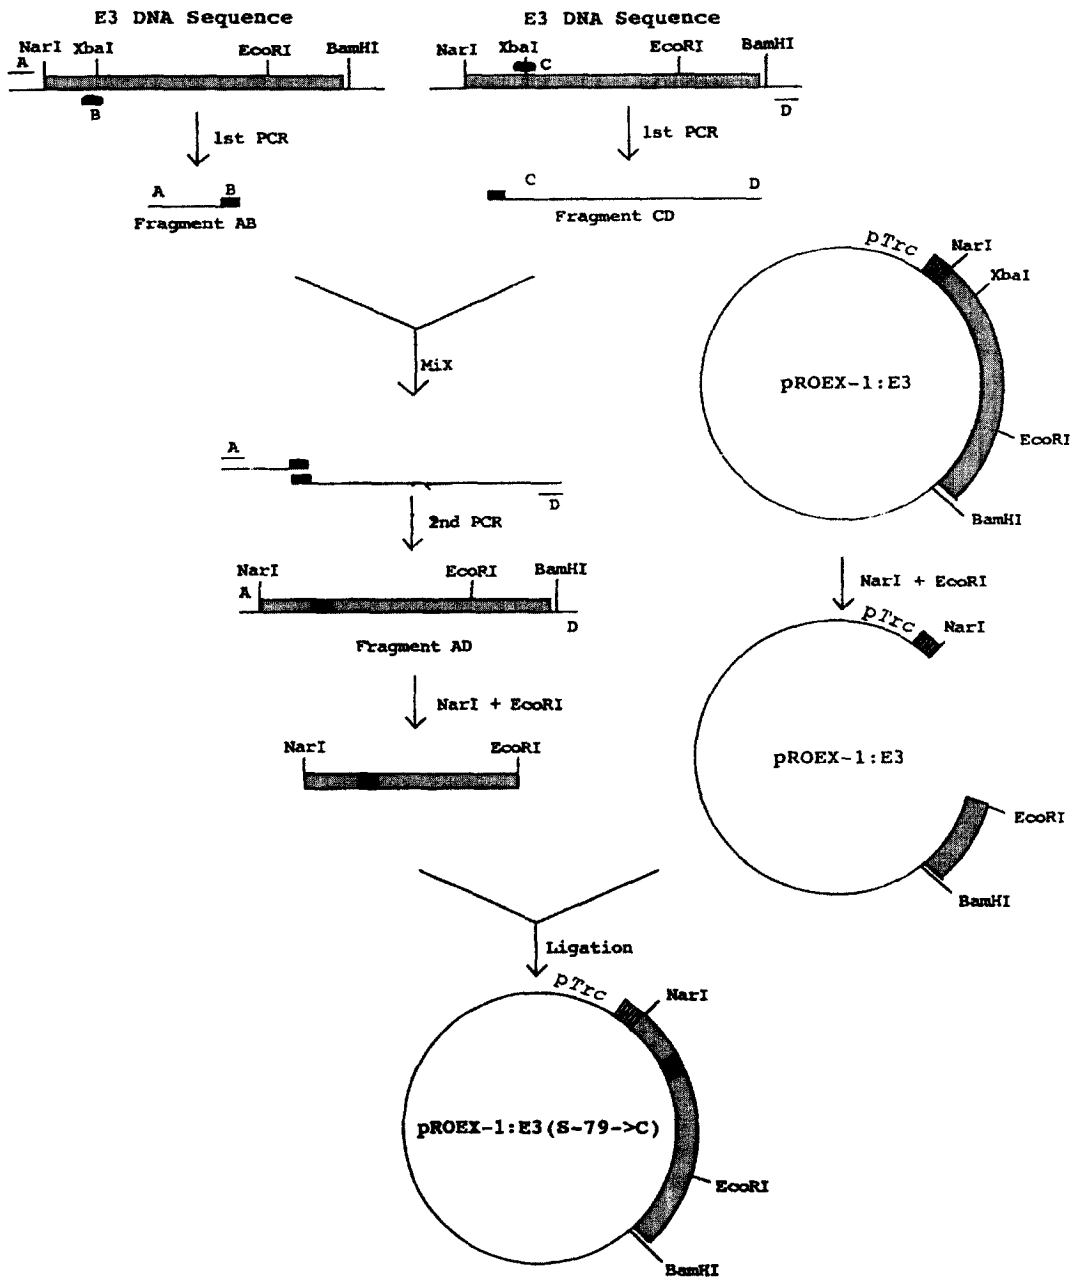 E3 DNA Sequence
NarI XbaI EcoRI BamHI
A
B
1st PCR
A B
Fragment AB
E3 DNA Sequence
NarI XbaI EcoRI BamHI
C
D
1st PCR
C D
Fragment CD
MiX
A
D
2nd PCR
NarI EcoRI BamHI
A
D
Fragment AD
NarI + EcoRI
NarI EcoRI
pTrc
NarI
XbaI
pROEX-1:E3
EcoRI
BamHI
NarI + EcoRI
pTrc
NarI
pROEX-1:E3
EcoRI
BamHI
Ligation
pTrc
NarI
pROEX-1:E3(S-79->C)
EcoRI
BamHI